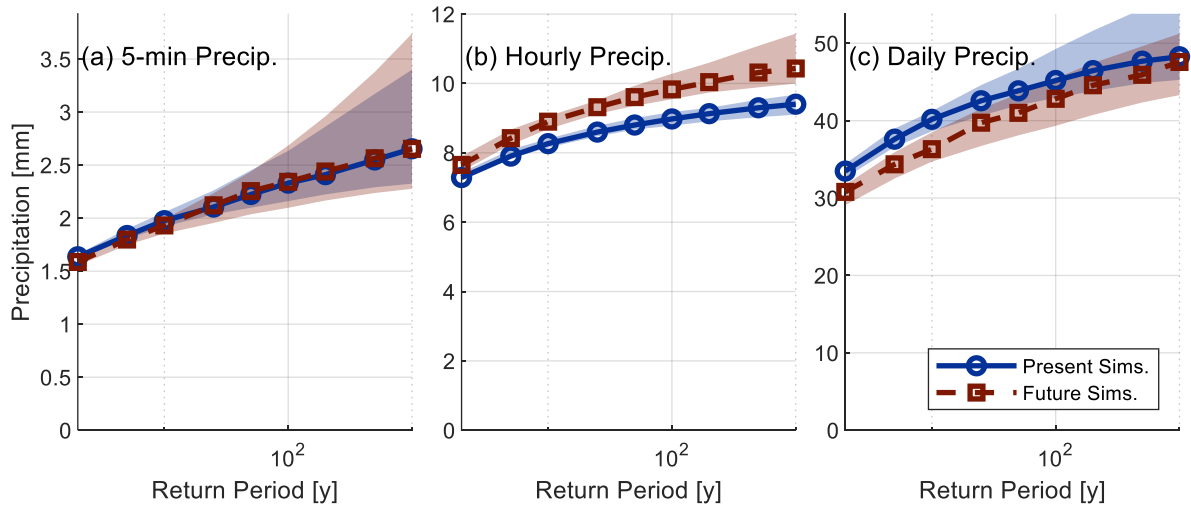 (a) 5-min Precip.
3.5
3
2.5
2
1.5
1
0.5
0
Precipitation [mm]
10²
Return Period [y]
(b) Hourly Precip.
12
10
8
6
4
2
0
10²
Return Period [y]
(c) Daily Precip.
50
40
30
20
10
0
10²
Return Period [y]
Present Sims.
Future Sims.